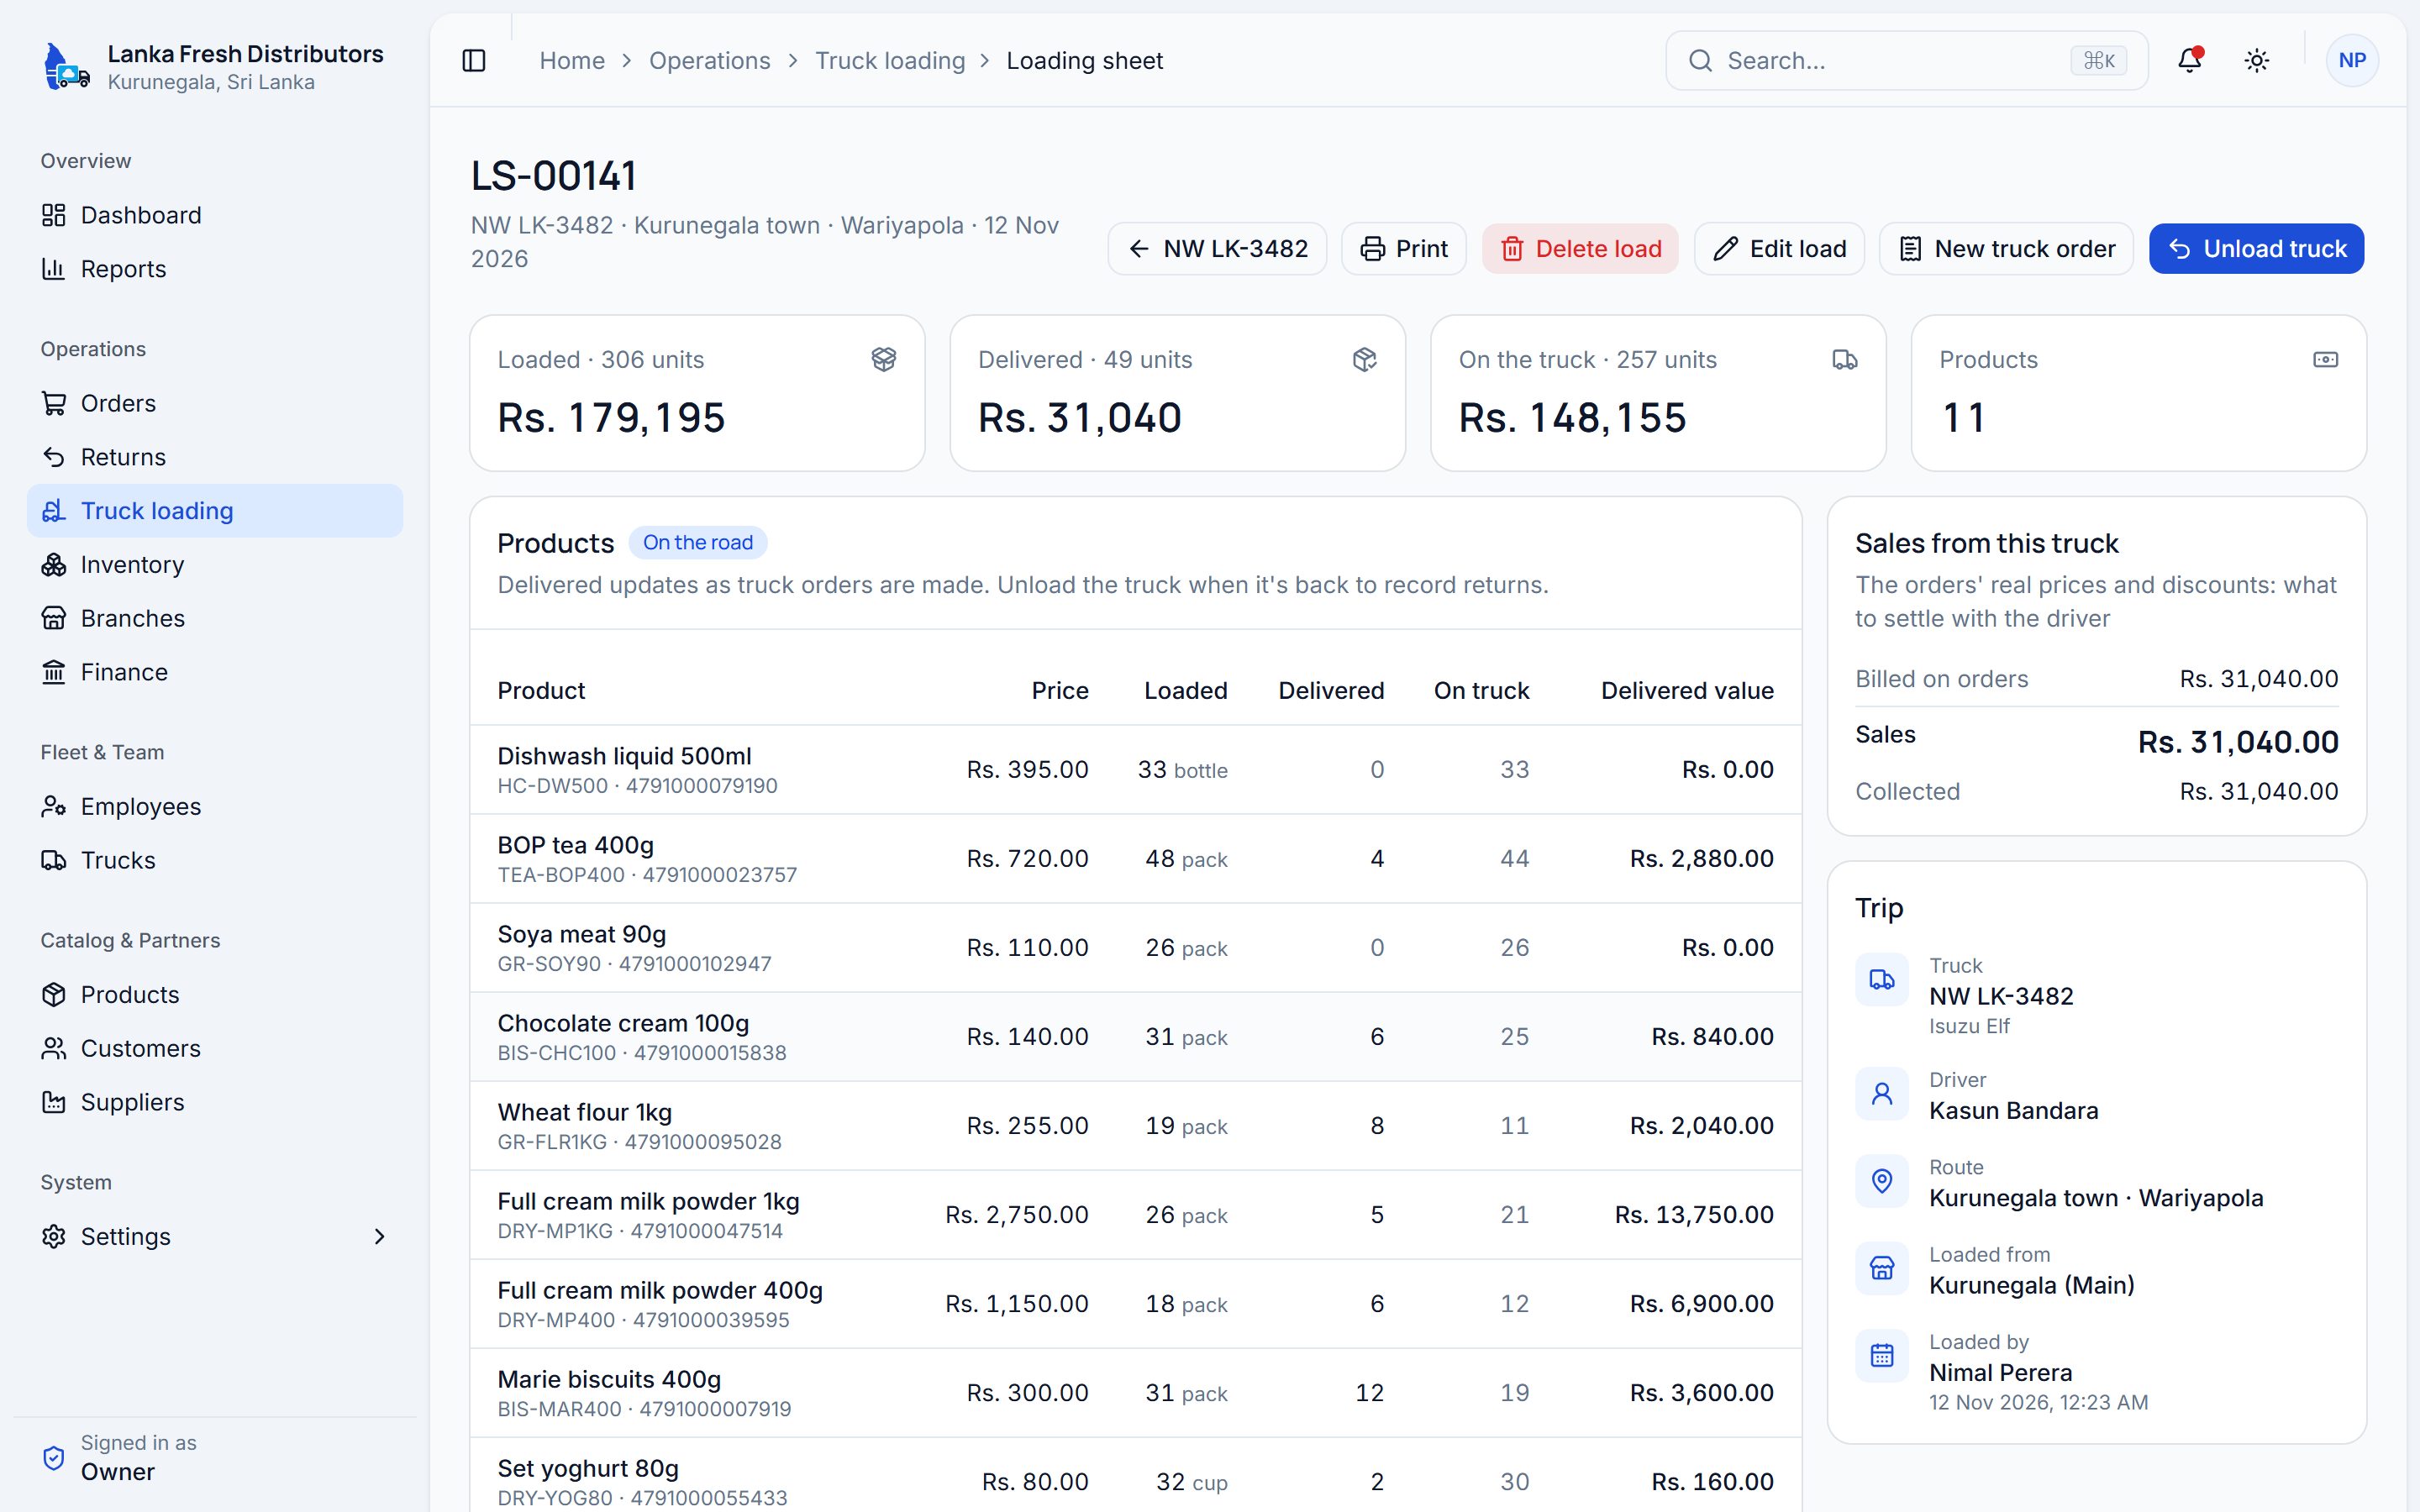 Lanka Fresh Distributors
Kurunegala, Sri Lanka
Overview
Dashboard
Reports
Operations
Orders
Returns
Truck loading
Inventory
Branches
Finance
Fleet & Team
Employees
Trucks
Catalog & Partners
Products
Customers
Suppliers
System
Settings
Signed in as
Owner
Home > Operations > Truck loading > Loading sheet
Search... ⌘K
NP
LS-00141
NW LK-3482 · Kurunegala town · Wariyapola · 12 Nov
2026
NW LK-3482 Print Delete load Edit load New truck order Unload truck
Loaded · 306 units
Rs. 179,195
Delivered · 49 units
Rs. 31,040
On the truck · 257 units
Rs. 148,155
Products
11
Products On the road
Delivered updates as truck orders are made. Unload the truck when it's back to record returns.
Product Price Loaded Delivered On truck Delivered value
Dishwash liquid 500ml
HC-DW500 · 4791000079190
Rs. 395.00 33 bottle 0 33 Rs. 0.00
BOP tea 400g
TEA-BOP400 · 4791000023757
Rs. 720.00 48 pack 4 44 Rs. 2,880.00
Soya meat 90g
GR-SOY90 · 4791000102947
Rs. 110.00 26 pack 0 26 Rs. 0.00
Chocolate cream 100g
BIS-CHC100 · 4791000015838
Rs. 140.00 31 pack 6 25 Rs. 840.00
Wheat flour 1kg
GR-FLR1KG · 4791000095028
Rs. 255.00 19 pack 8 11 Rs. 2,040.00
Full cream milk powder 1kg
DRY-MP1KG · 4791000047514
Rs. 2,750.00 26 pack 5 21 Rs. 13,750.00
Full cream milk powder 400g
DRY-MP400 · 4791000039595
Rs. 1,150.00 18 pack 6 12 Rs. 6,900.00
Marie biscuits 400g
BIS-MAR400 · 4791000007919
Rs. 300.00 31 pack 12 19 Rs. 3,600.00
Set yoghurt 80g
DRY-YOG80 · 4791000055433
Rs. 80.00 32 cup 2 30 Rs. 160.00
Sales from this truck
The orders' real prices and discounts: what
to settle with the driver
Billed on orders Rs. 31,040.00
Sales Rs. 31,040.00
Collected Rs. 31,040.00
Trip
Truck
NW LK-3482
Isuzu Elf
Driver
Kasun Bandara
Route
Kurunegala town · Wariyapola
Loaded from
Kurunegala (Main)
Loaded by
Nimal Perera
12 Nov 2026, 12:23 AM